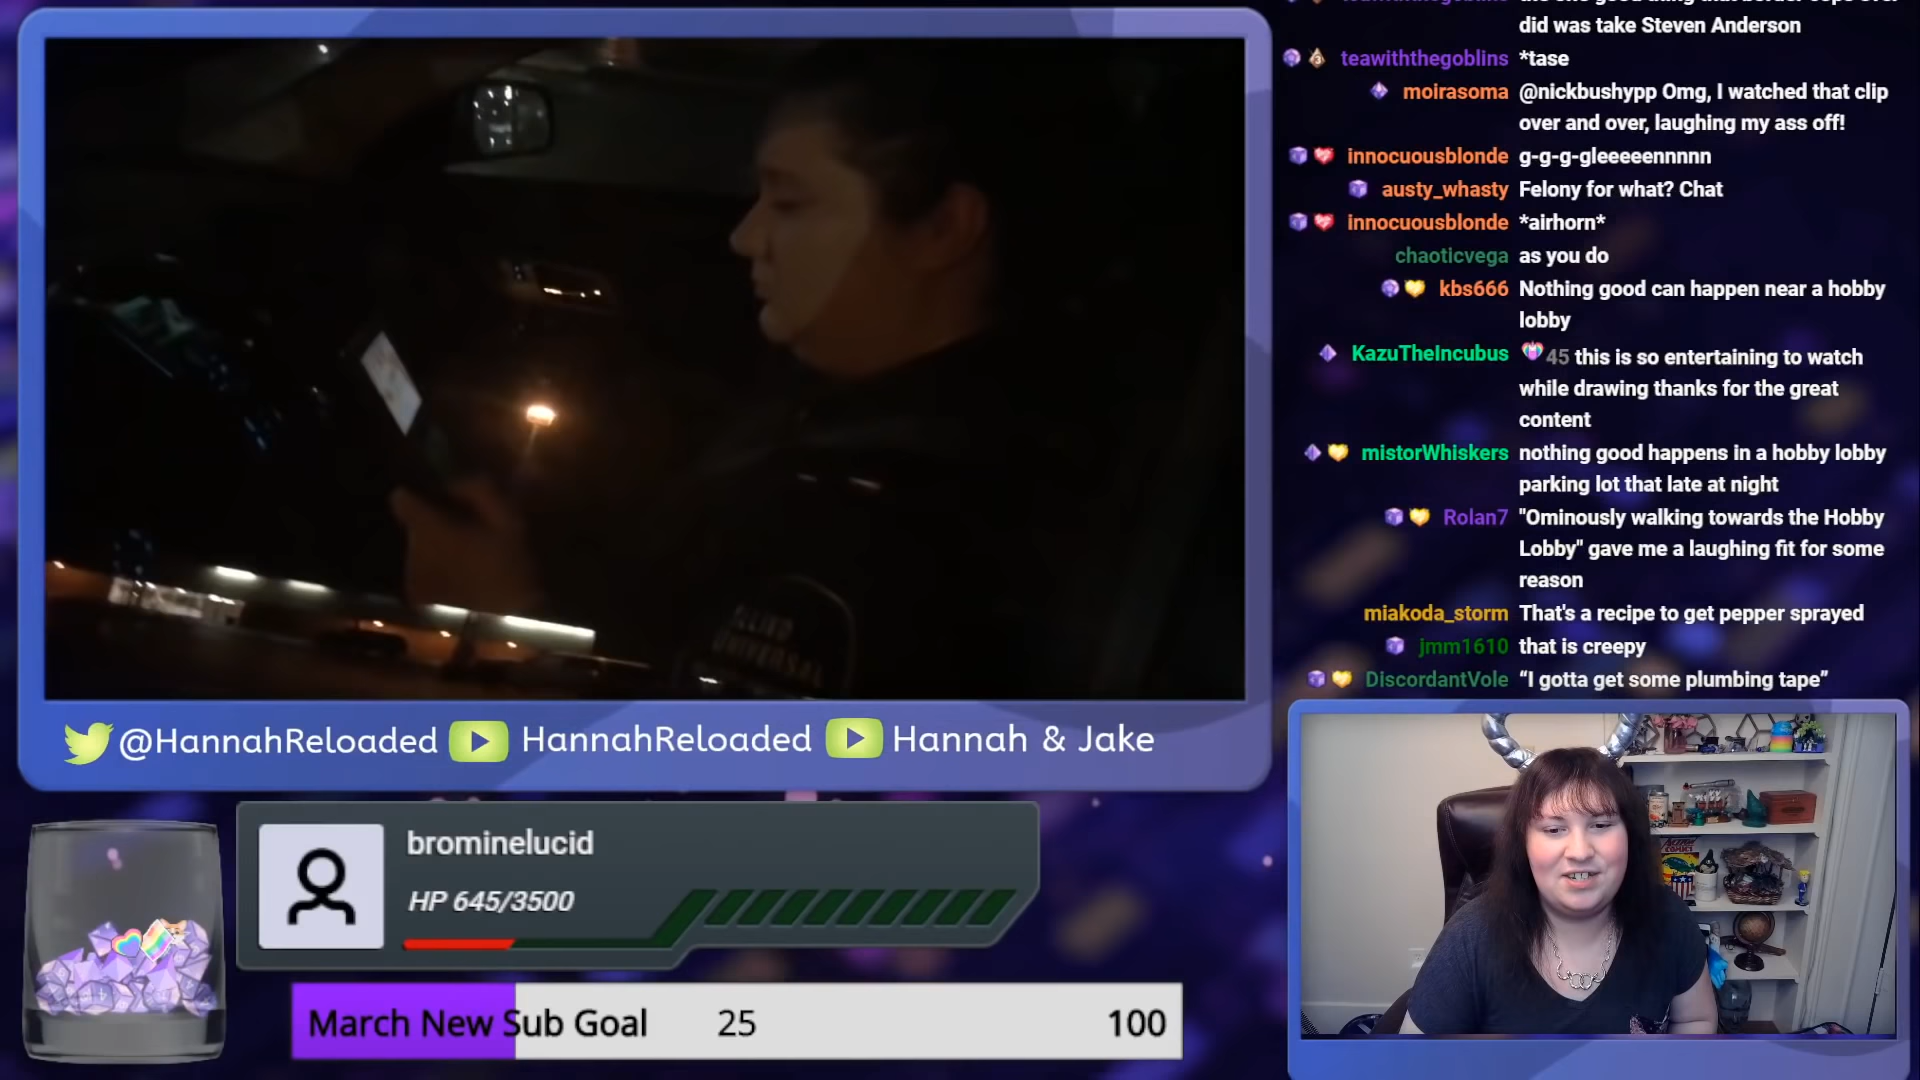 did was take Steven Anderson
teawiththegoblins *tase
moirasoma @nickbushypp Omg, I watched that clip
over and over, laughing my ass off!
innocuousblonde g-g-g-gleeeeennnnn
austy_whasty Felony for what? Chat
innocuousblonde *airhorn*
chaoticvega as you do
kbs666 Nothing good can happen near a hobby
lobby
KazuTheIncubus 45 this is so entertaining to watch
while drawing thanks for the great
content
mistorWhiskers nothing good happens in a hobby lobby
parking lot that late at night
Rolan7 "Ominously walking towards the Hobby
Lobby" gave me a laughing fit for some
reason
miakoda_storm That's a recipe to get pepper sprayed
jmm1610 that is creepy
DiscordantVole “I gotta get some plumbing tape”
ALLIED
UNIVERSAL
@HannahReloaded HannahReloaded Hannah & Jake
brominelucid
HP 645/3500
March New Sub Goal 25 100